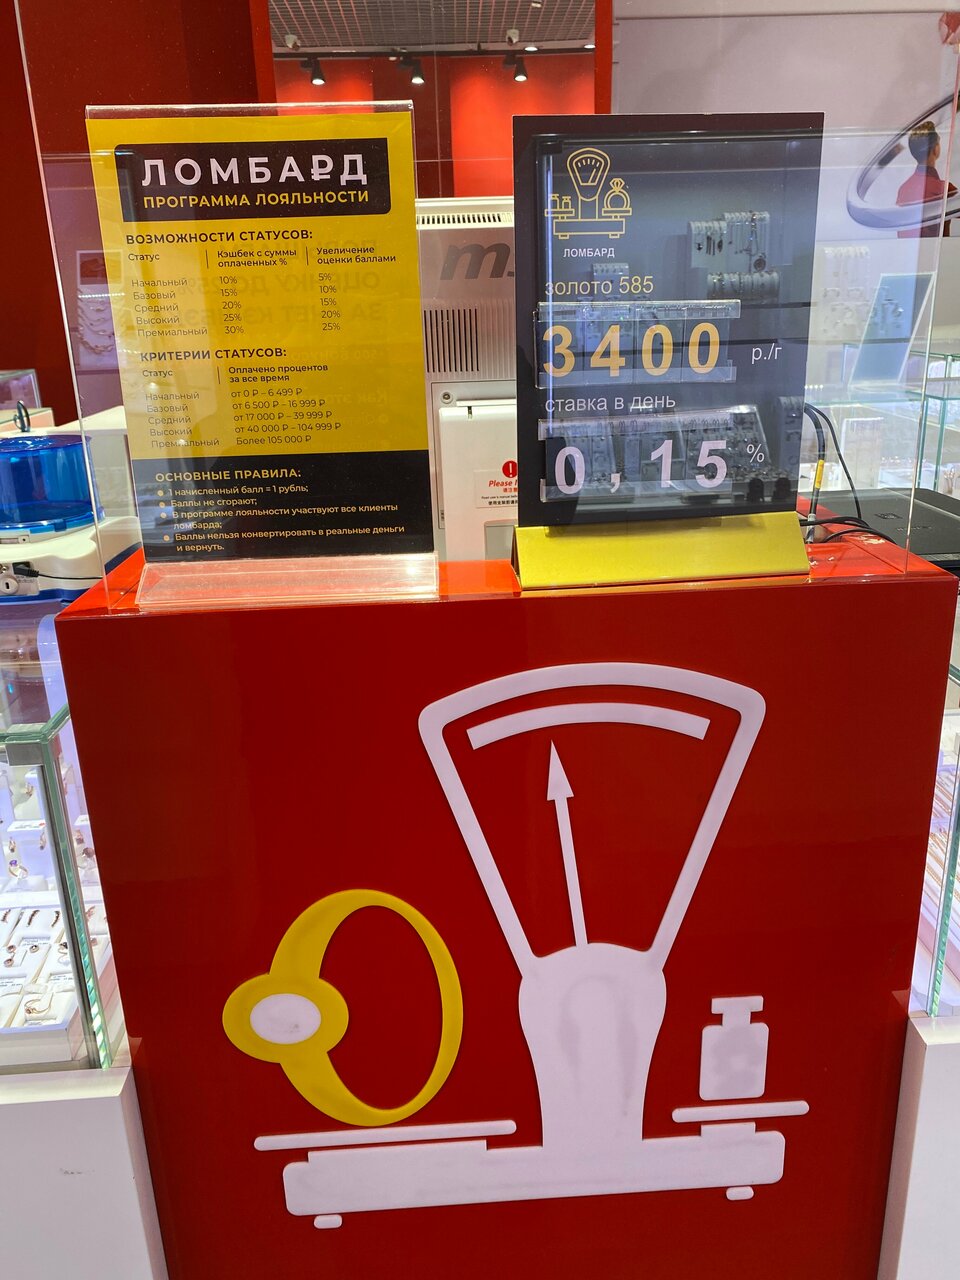 ЛОМБА₽Д
ПРОГРАММА ЛОЯЛЬНОСТИ
ВОЗМОЖНОСТИ СТАТУСОВ:
Статус Кэшбек с суммы оплаченных % Увеличение оценки баллами
Начальный 10% 5%
Базовый 15% 10%
Средний 20% 15%
Высокий 25% 20%
Премиальный 30% 25%
КРИТЕРИИ СТАТУСОВ:
Статус Оплачено процентов за все время
Начальный от 0 ₽ – 6 499 ₽
Базовый от 6 500 ₽ – 16 999 ₽
Средний от 17 000 ₽ – 39 999 ₽
Высокий от 40 000 ₽ – 104 999 ₽
Премиальный Более 105 000 ₽
ОСНОВНЫЕ ПРАВИЛА:
• 1 начисленный балл = 1 рубль;
• Баллы не сгорают;
• В программе лояльности участвуют все клиенты
ломбарда;
• Баллы нельзя конвертировать в реальные деньги
и вернуть.
ЛОМБАРД
золото 585
3400 р./г
ставка в день
0,15 %
Please